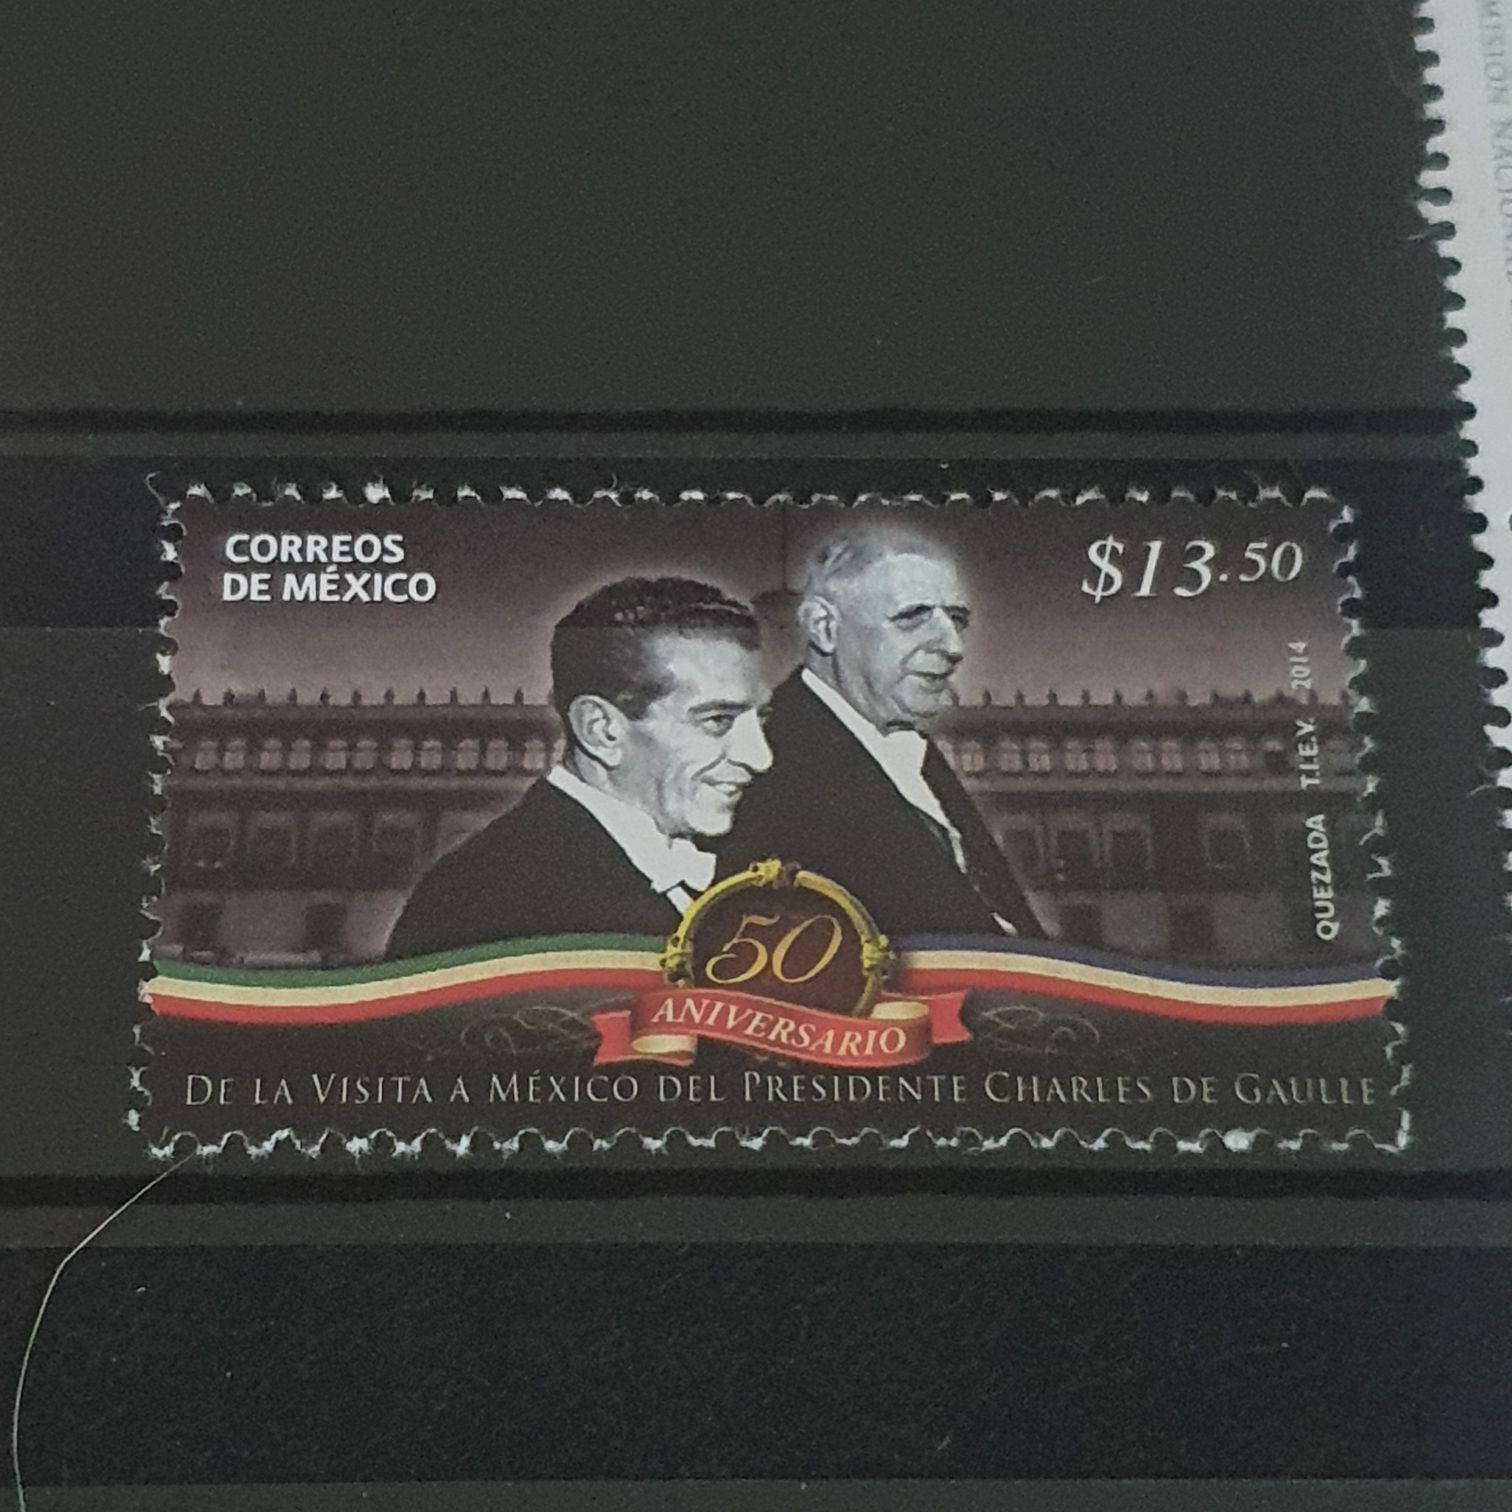 CORREOS
DE MÉXICO
$13.50
QUEZADA T.I.E.V. 2014
50
ANIVERSARIO
DE LA VISITA A MÉXICO DEL PRESIDENTE CHARLES DE GAULLE